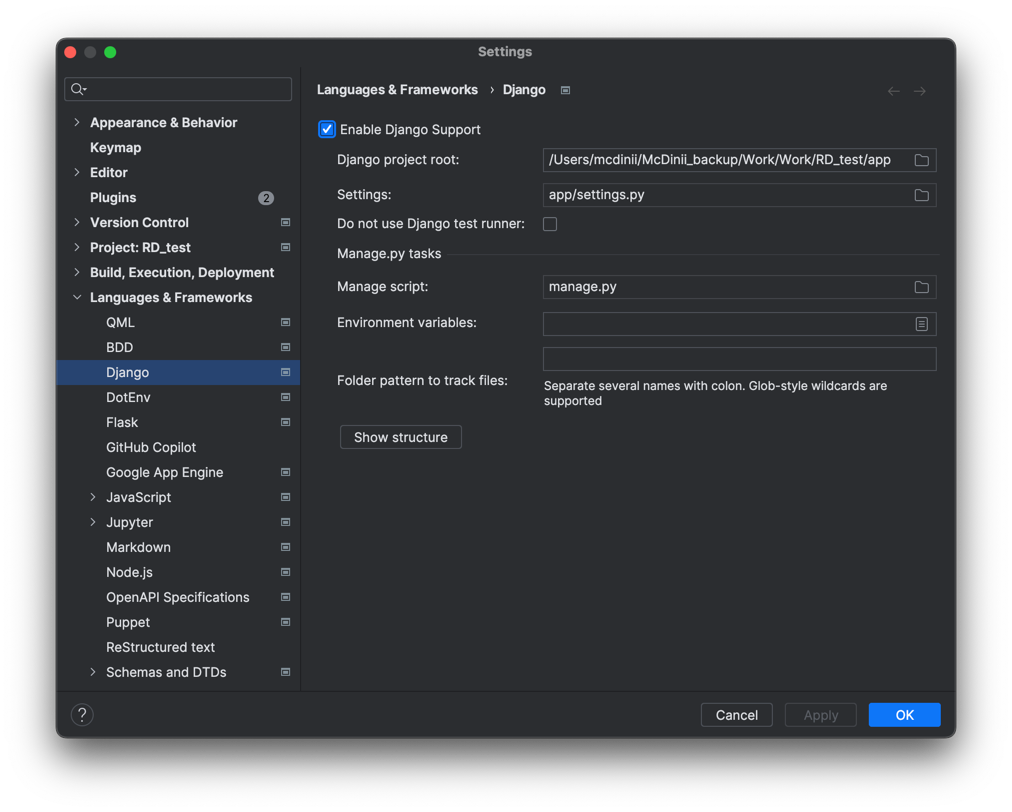 Settings
Appearance & Behavior
Keymap
Editor
Plugins 2
Version Control
Project: RD_test
Build, Execution, Deployment
Languages & Frameworks
QML
BDD
Django
DotEnv
Flask
GitHub Copilot
Google App Engine
JavaScript
Jupyter
Markdown
Node.js
OpenAPI Specifications
Puppet
ReStructured text
Schemas and DTDs
?
Languages & Frameworks › Django
Enable Django Support
Django project root: /Users/mcdinii/McDinii_backup/Work/Work/RD_test/app
Settings: app/settings.py
Do not use Django test runner:
Manage.py tasks
Manage script: manage.py
Environment variables:
Folder pattern to track files:
Separate several names with colon. Glob-style wildcards are
supported
Show structure
Cancel Apply OK